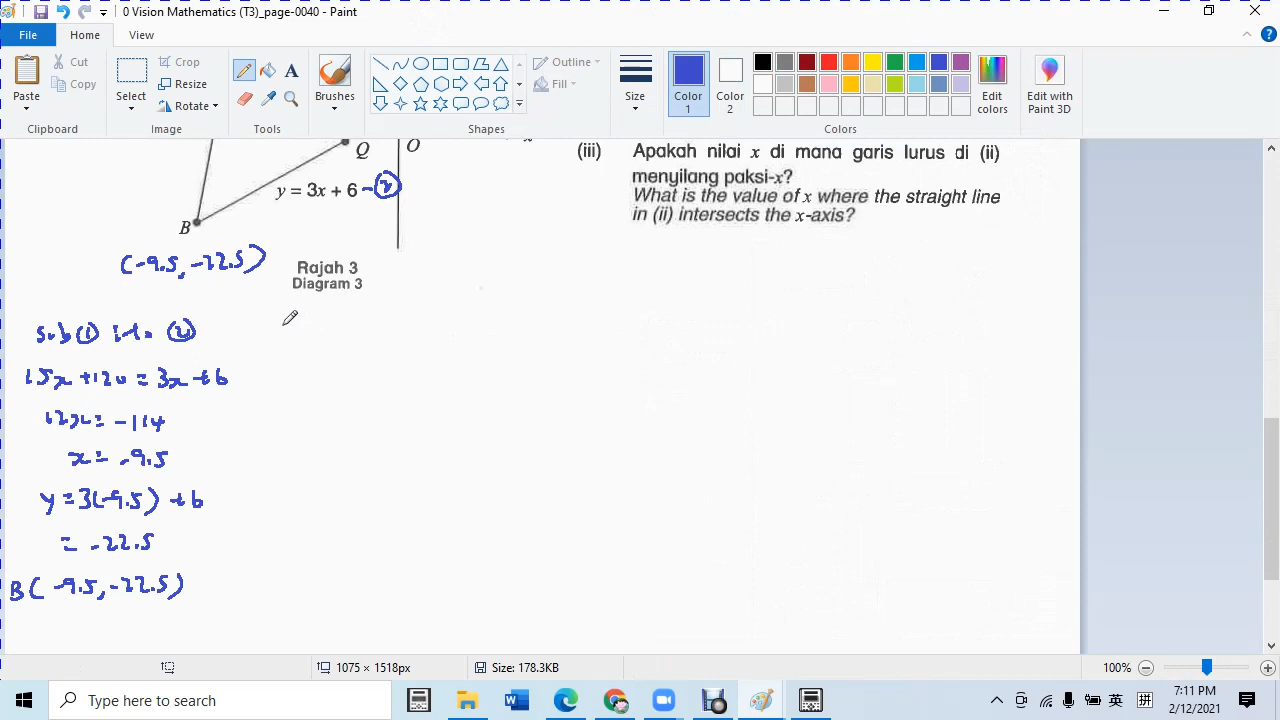 0 Vision Mathematics (T3)_page-0040 - Paint
File Home View
Cut
Copy
Paste
Clipboard
Crop
Resize
Rotate
Select
Image
A
Tools
Brushes
Outline
Fill
Shapes
Size
Color 1
Color 2
Edit colors
Edit with Paint 3D
Colors
Q
O
x
y = 3x + 6 - ②
B
(-9.5, -22.5)
Rajah 3
Diagram 3
(iii) Apakah nilai x di mana garis lurus di (ii)
menyilang paksi-x?
What is the value of x where the straight line
in (ii) intersects the x-axis?
sub ① into ②
15x + 120 = 3x + 6
12x = -114
x = -9.5
y = 3(-9.5) + 6
= -22.5
B(-9.5, -22.5)
1075 × 1518px
Size: 178.3KB
100%
Type here to search
拼
7:11 PM
2/12/2021